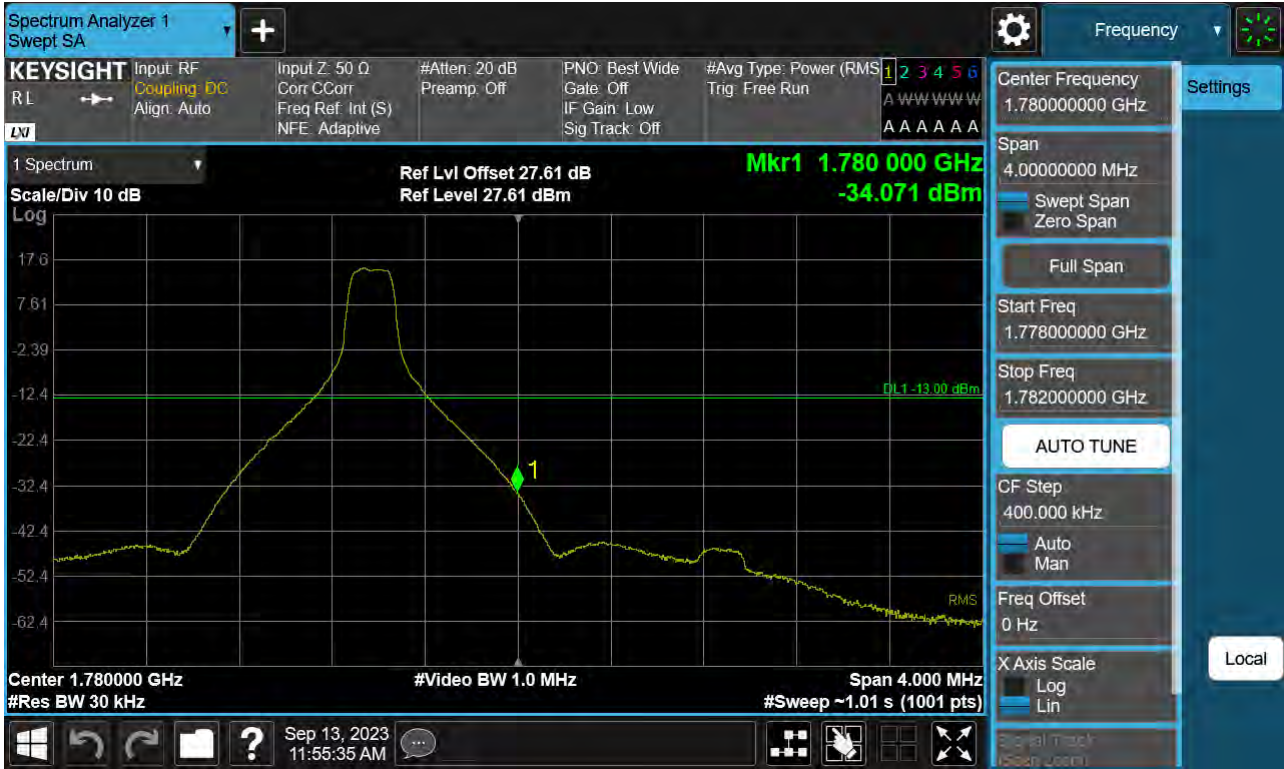 Spectrum Analyzer 1
Swept SA
Frequency
KEYSIGHT
R L
LXI
Input: RF
Coupling: DC
Align: Auto
Input Z: 50 Ω
Corr CCorr
Freq Ref: Int (S)
NFE: Adaptive
#Atten: 20 dB
Preamp: Off
PNO: Best Wide
Gate: Off
IF Gain: Low
Sig Track: Off
#Avg Type: Power (RMS
Trig: Free Run
1 2 3 4 5 6
A W W W W W
A A A A A A
1 Spectrum
Scale/Div 10 dB
Log
Ref Lvl Offset 27.61 dB
Ref Level 27.61 dBm
Mkr1 1.780 000 GHz
-34.071 dBm
17.6
7.61
-2.39
-12.4
-22.4
-32.4
-42.4
-52.4
-62.4
DL1 -13.00 dBm
1
RMS
Center 1.780000 GHz
#Res BW 30 kHz
#Video BW 1.0 MHz
Span 4.000 MHz
#Sweep ~1.01 s (1001 pts)
Center Frequency
1.780000000 GHz
Settings
Span
4.00000000 MHz
Swept Span
Zero Span
Full Span
Start Freq
1.778000000 GHz
Stop Freq
1.782000000 GHz
AUTO TUNE
CF Step
400.000 kHz
Auto
Man
Freq Offset
0 Hz
X Axis Scale
Log
Lin
Local
Signal Track
(Span Zoom)
?
Sep 13, 2023
11:55:35 AM